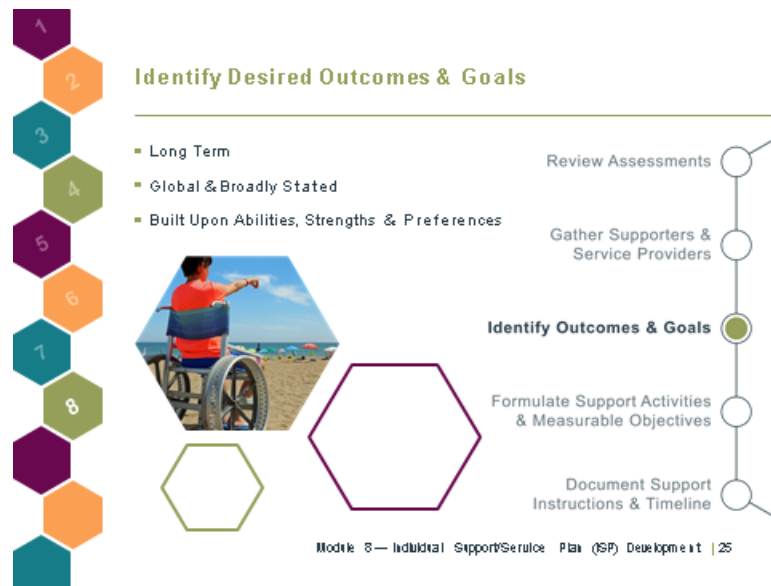 1
2
3
4
5
6
7
8
Identify Desired Outcomes & Goals
Long Term
Global & Broadly Stated
Built Upon Abilities, Strengths & Preferences
Review Assessments
Gather Supporters &
Service Providers
Identify Outcomes & Goals
Formulate Support Activities
& Measurable Objectives
Document Support
Instructions & Timeline
Module 8 — Individual Support/Service Plan (ISP) Development | 25